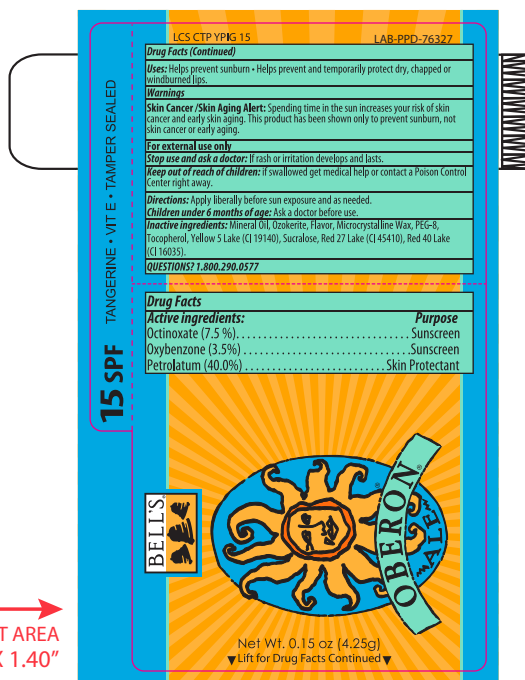 LCS CTP YPIG 15
LAB-PPD-76327
Drug Facts (Continued)
Uses: Helps prevent sunburn • Helps prevent and temporarily protect dry, chapped or
windburned lips.
Warnings
Skin Cancer /Skin Aging Alert: Spending time in the sun increases your risk of skin
cancer and early skin aging. This product has been shown only to prevent sunburn, not
skin cancer or early aging.
For external use only
Stop use and ask a doctor: If rash or irritation develops and lasts.
Keep out of reach of children: if swallowed get medical help or contact a Poison Control
Center right away.
Directions: Apply liberally before sun exposure and as needed.
Children under 6 months of age: Ask a doctor before use.
Inactive ingredients: Mineral Oil, Ozokerite, Flavor, Microcrystalline Wax, PEG-8,
Tocopherol, Yellow 5 Lake (CJ 19140), Sucralose, Red 27 Lake (CJ 45410), Red 40 Lake
(CJ 16035).
QUESTIONS? 1.800.290.0577
Drug Facts
Active ingredients: Purpose
Octinoxate (7.5 %)................................Sunscreen
Oxybenzone (3.5%)...............................Sunscreen
Petrolatum (40.0%)..........................Skin Protectant
15 SPF TANGERINE • VIT E • TAMPER SEALED
BELL'S®
OBERON®
ALE
Net Wt. 0.15 oz (4.25g)
▼Lift for Drug Facts Continued▼
T AREA
X 1.40"